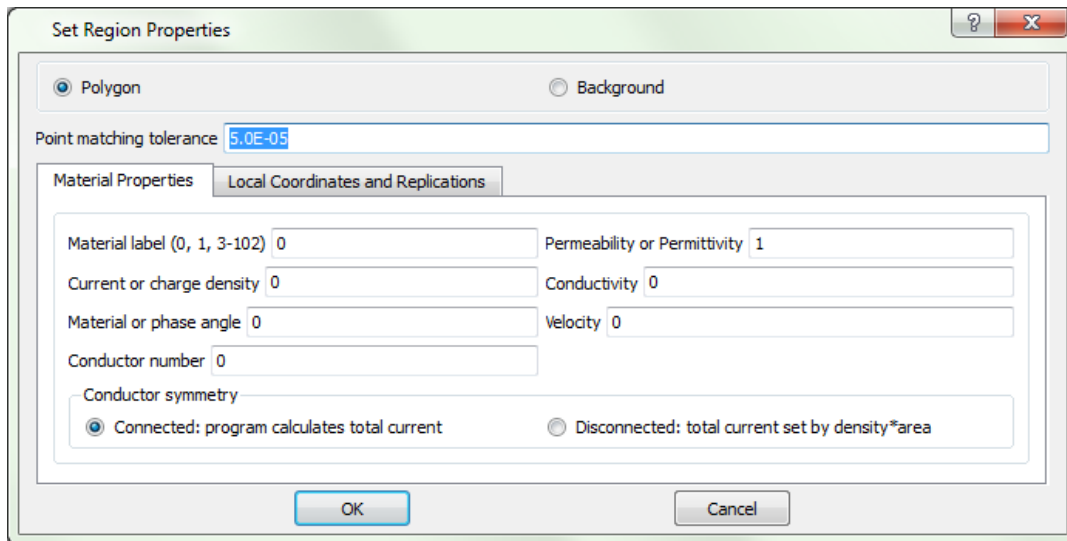 Set Region Properties
Polygon Background
Point matching tolerance 5.0E-05
Material Properties Local Coordinates and Replications
Material label (0, 1, 3-102) 0 Permeability or Permittivity 1
Current or charge density 0 Conductivity 0
Material or phase angle 0 Velocity 0
Conductor number 0
Conductor symmetry
Connected: program calculates total current Disconnected: total current set by density*area
OK Cancel